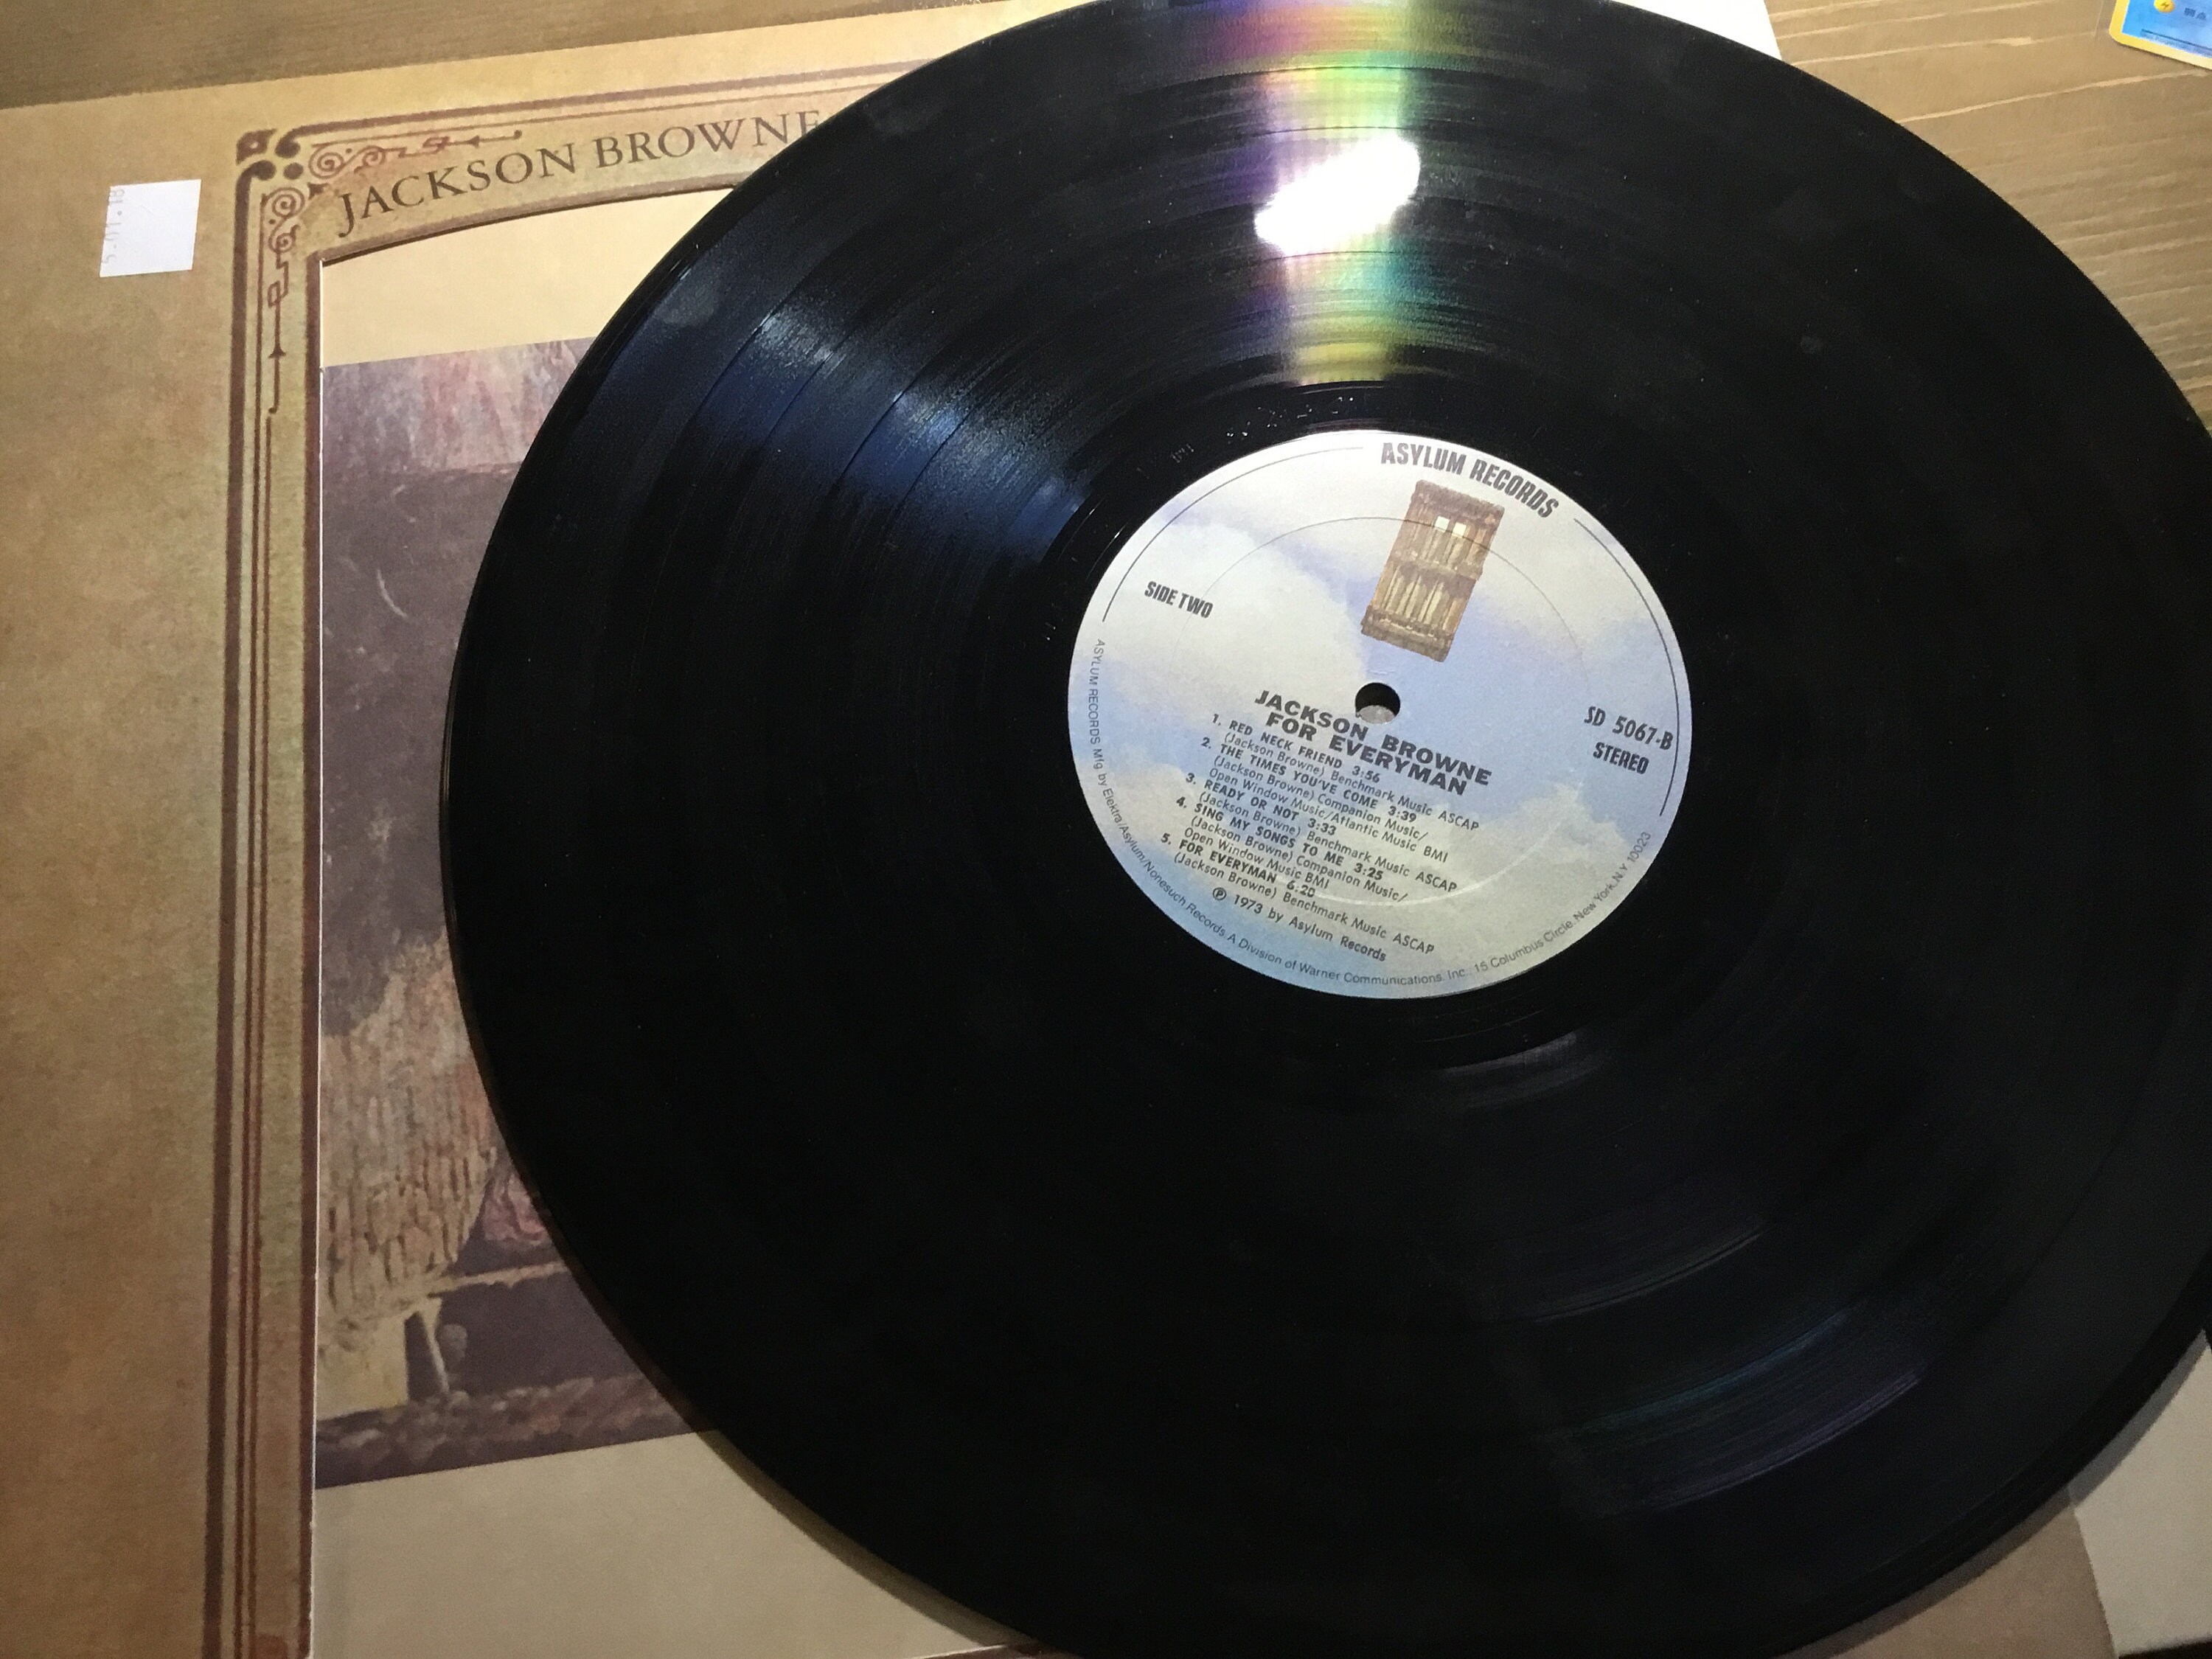 JACKSON BROWNE
5.01.18
ASYLUM RECORDS
SIDE TWO
SD 5067-B
STEREO
JACKSON BROWNE
FOR EVERYMAN
1. RED NECK FRIEND 3:56
(Jackson Browne) Benchmark Music ASCAP
2. THE TIMES YOU'VE COME 3:39
(Jackson Browne) Companion Music/
Open Window Music/Atlantic Music BMI
3. READY OR NOT 3:33
(Jackson Browne) Benchmark Music ASCAP
4. SING MY SONGS TO ME 3:25
(Jackson Browne) Companion Music/
Open Window Music BMI
5. FOR EVERYMAN 6:20
(Jackson Browne) Benchmark Music ASCAP
℗ 1973 by Asylum Records
ASYLUM RECORDS Mfg. by Elektra/Asylum/Nonesuch Records, A Division of Warner Communications, Inc., 15 Columbus Circle, New York, N.Y. 10023